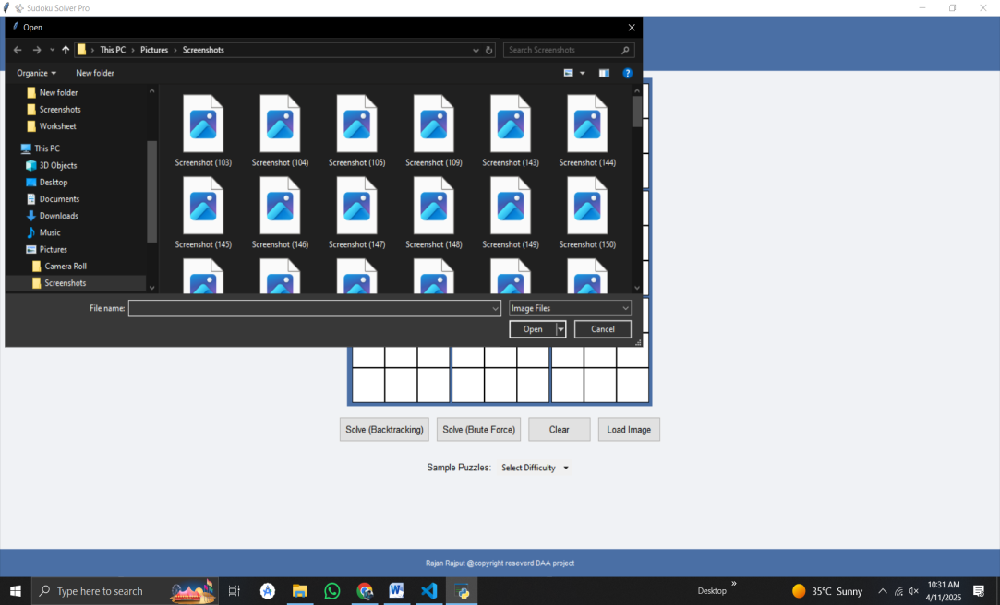 Sudoku Solver Pro
Open
This PC > Pictures > Screenshots
Search Screenshots
Organize
New folder
New folder
Screenshots
Worksheet
This PC
3D Objects
Desktop
Documents
Downloads
Music
Pictures
Camera Roll
Screenshots
Screenshot (103) Screenshot (104) Screenshot (105) Screenshot (109) Screenshot (143) Screenshot (144)
Screenshot (145) Screenshot (146) Screenshot (147) Screenshot (148) Screenshot (149) Screenshot (150)
File name:
Image Files
Open
Cancel
Solve (Backtracking) Solve (Brute Force) Clear Load Image
Sample Puzzles: Select Difficulty
Rajan Rajput @copyright reseverd DAA project
Type here to search
Desktop
35°C Sunny
10:31 AM
4/11/2025